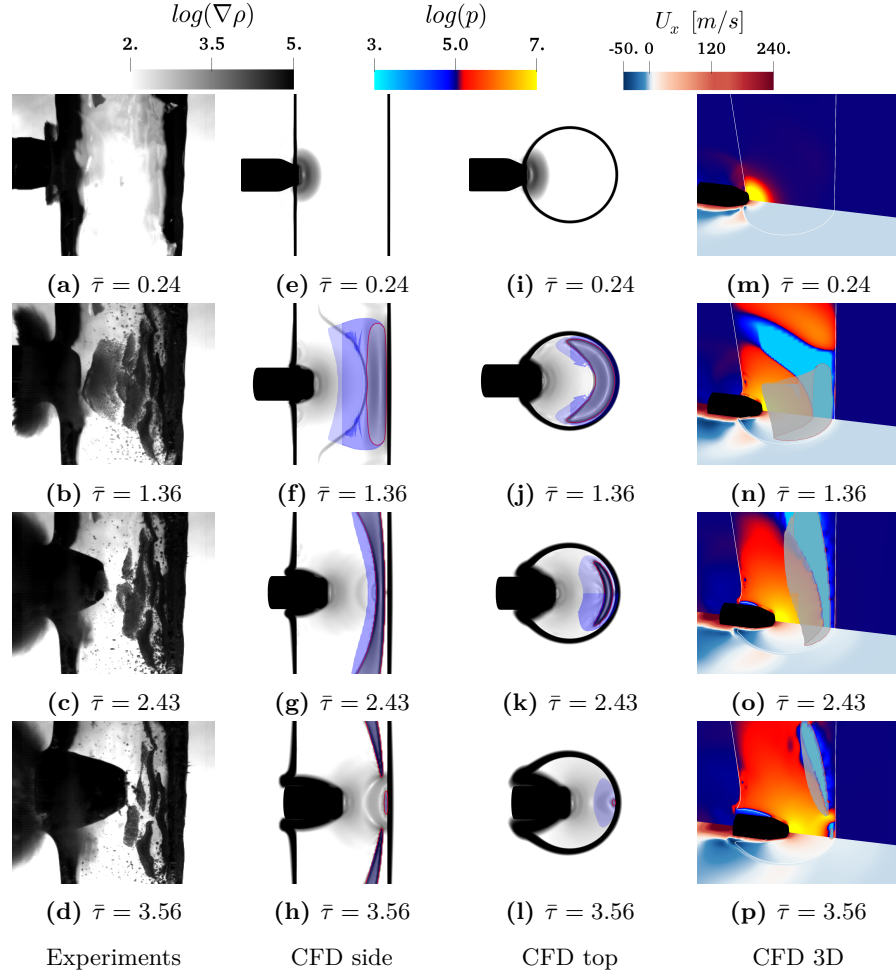 log(∇ρ) log(p) U_x [m/s]
2. 3.5 5. 3. 5.0 7. -50. 0 120 240.
(a) τ̄ = 0.24 (e) τ̄ = 0.24 (i) τ̄ = 0.24 (m) τ̄ = 0.24
(b) τ̄ = 1.36 (f) τ̄ = 1.36 (j) τ̄ = 1.36 (n) τ̄ = 1.36
(c) τ̄ = 2.43 (g) τ̄ = 2.43 (k) τ̄ = 2.43 (o) τ̄ = 2.43
(d) τ̄ = 3.56 (h) τ̄ = 3.56 (l) τ̄ = 3.56 (p) τ̄ = 3.56
Experiments CFD side CFD top CFD 3D